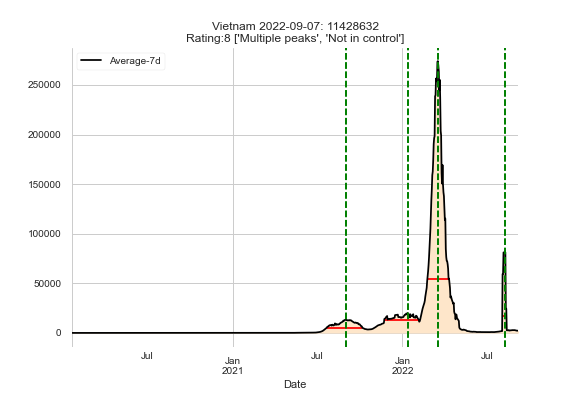 Vietnam 2022-09-07: 11428632
Rating:8 ['Multiple peaks', 'Not in control']
Average-7d
250000
200000
150000
100000
50000
0
Jul
Jan
2021
Jul
Jan
2022
Jul
Date